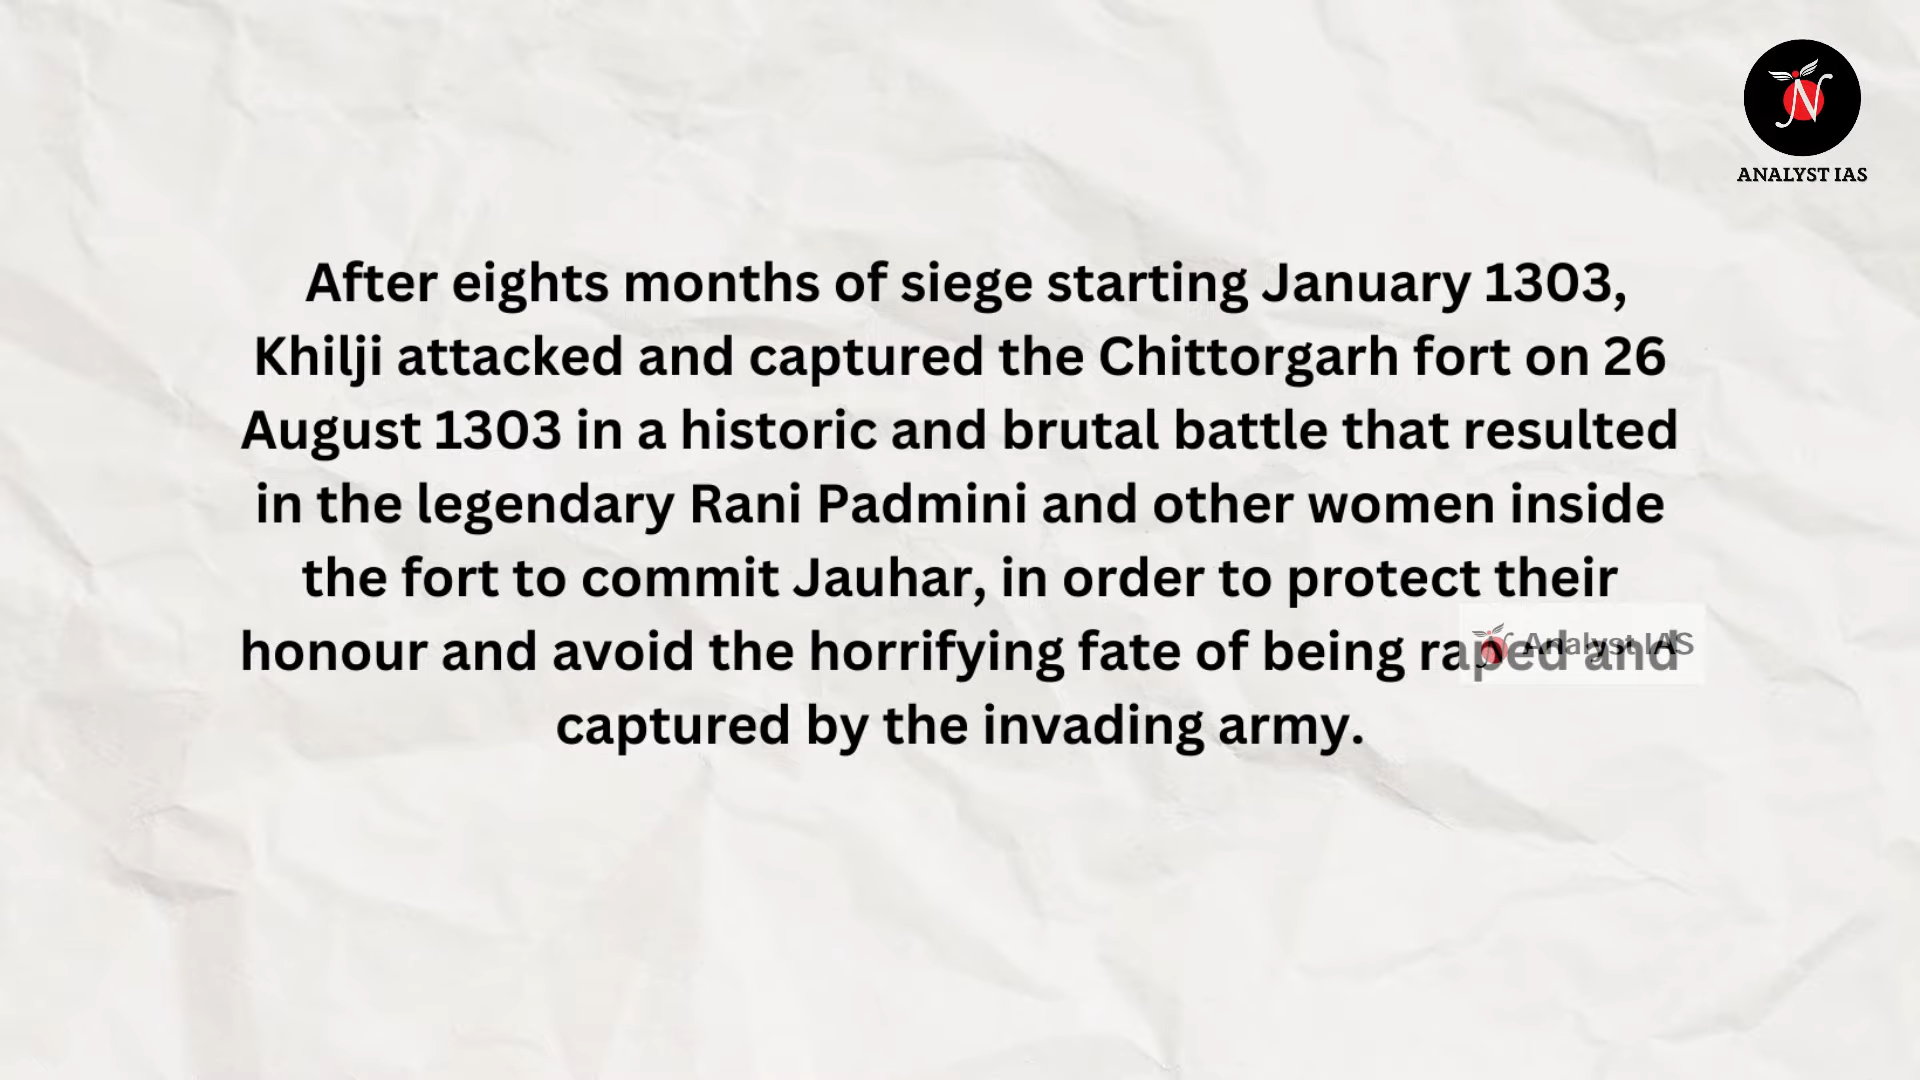 ANALYST IAS
After eights months of siege starting January 1303,
Khilji attacked and captured the Chittorgarh fort on 26
August 1303 in a historic and brutal battle that resulted
in the legendary Rani Padmini and other women inside
the fort to commit Jauhar, in order to protect their
honour and avoid the horrifying fate of being raped and
Analyst IAS
captured by the invading army.